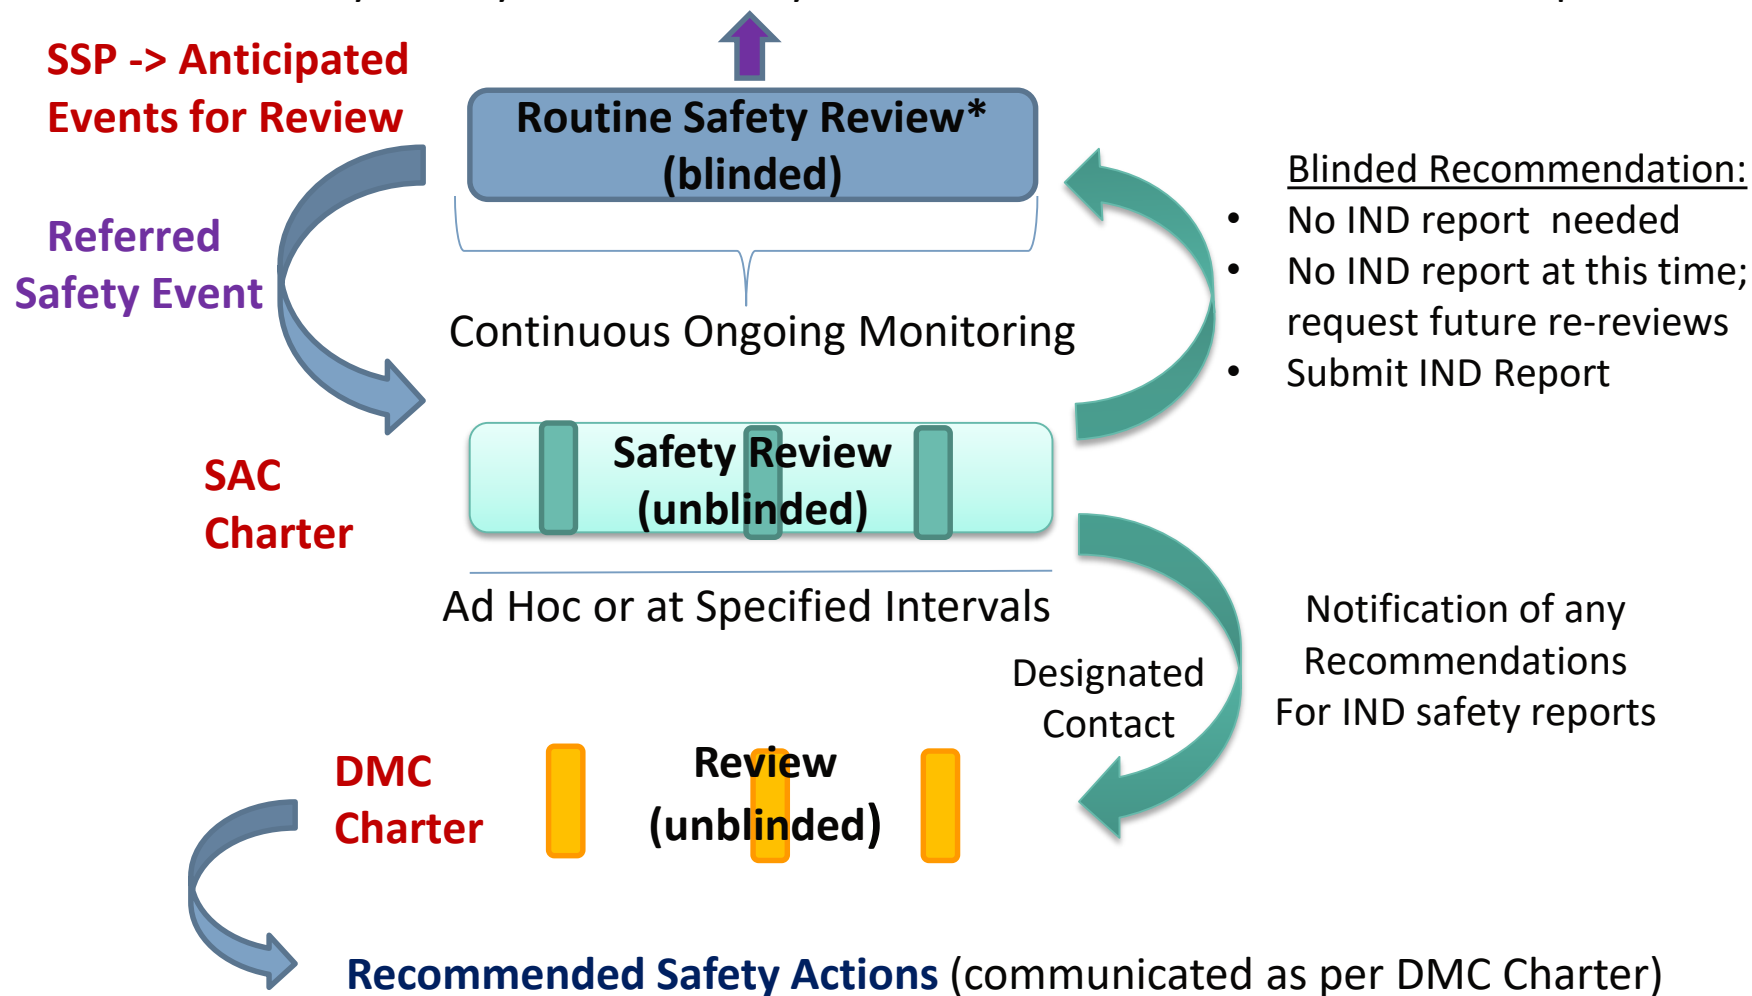 SSP -> Anticipated
Events for Review
Routine Safety Review*
(blinded)
Referred
Safety Event
Continuous Ongoing Monitoring
Blinded Recommendation:
• No IND report needed
• No IND report at this time;
request future re-reviews
• Submit IND Report
SAC
Charter
Safety Review
(unblinded)
Ad Hoc or at Specified Intervals
Designated
Contact
Notification of any
Recommendations
For IND safety reports
DMC
Charter
Review
(unblinded)
Recommended Safety Actions (communicated as per DMC Charter)